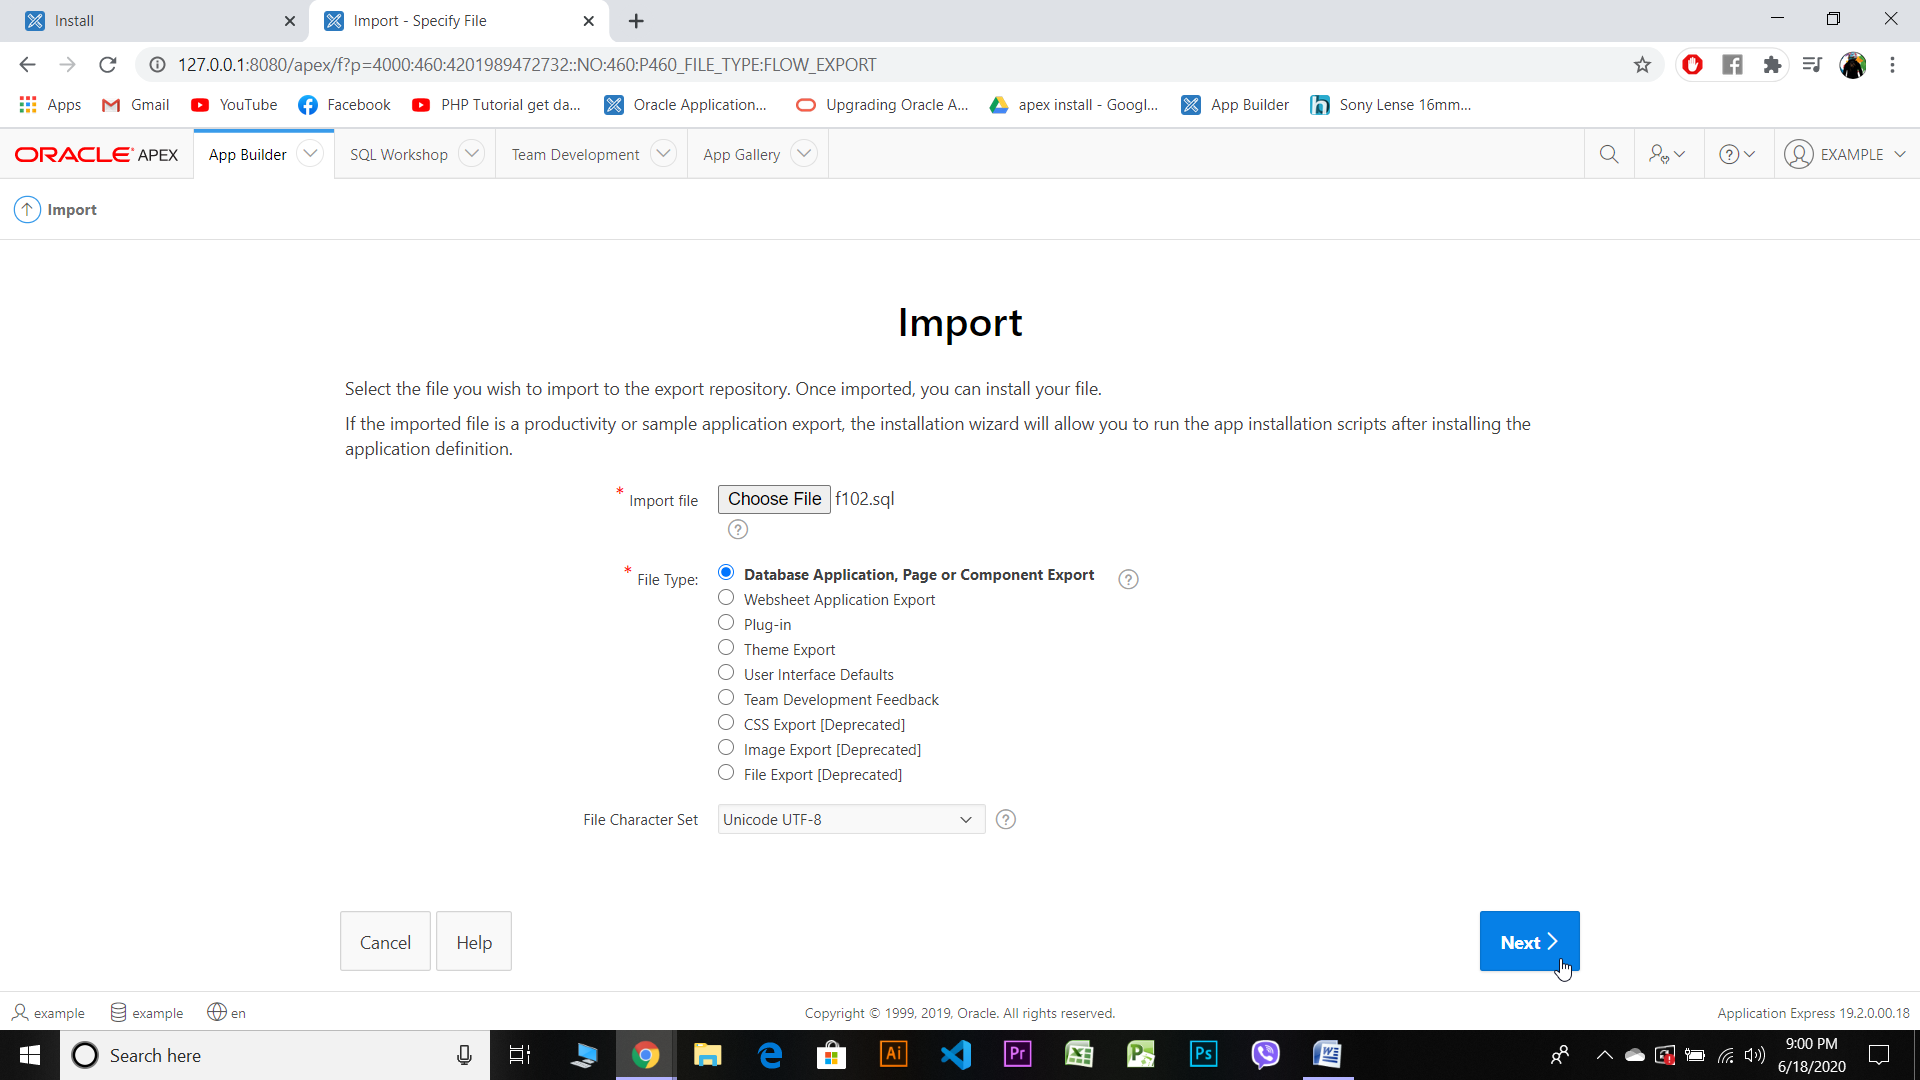 Install
Import - Specify File
127.0.0.1:8080/apex/f?p=4000:460:4201989472732::NO:460:P460_FILE_TYPE:FLOW_EXPORT
Apps Gmail YouTube Facebook PHP Tutorial get da... Oracle Application... Upgrading Oracle A... apex install - Googl... App Builder Sony Lense 16mm...
ORACLE APEX App Builder SQL Workshop Team Development App Gallery EXAMPLE
Import
Import
Select the file you wish to import to the export repository. Once imported, you can install your file.
If the imported file is a productivity or sample application export, the installation wizard will allow you to run the app installation scripts after installing the
application definition.
* Import file Choose File f102.sql
* File Type: Database Application, Page or Component Export
Websheet Application Export
Plug-in
Theme Export
User Interface Defaults
Team Development Feedback
CSS Export [Deprecated]
Image Export [Deprecated]
File Export [Deprecated]
File Character Set Unicode UTF-8
Cancel Help Next
example example en Copyright © 1999, 2019, Oracle. All rights reserved. Application Express 19.2.0.00.18
Search here
Ai Pr Ps
9:00 PM
6/18/2020